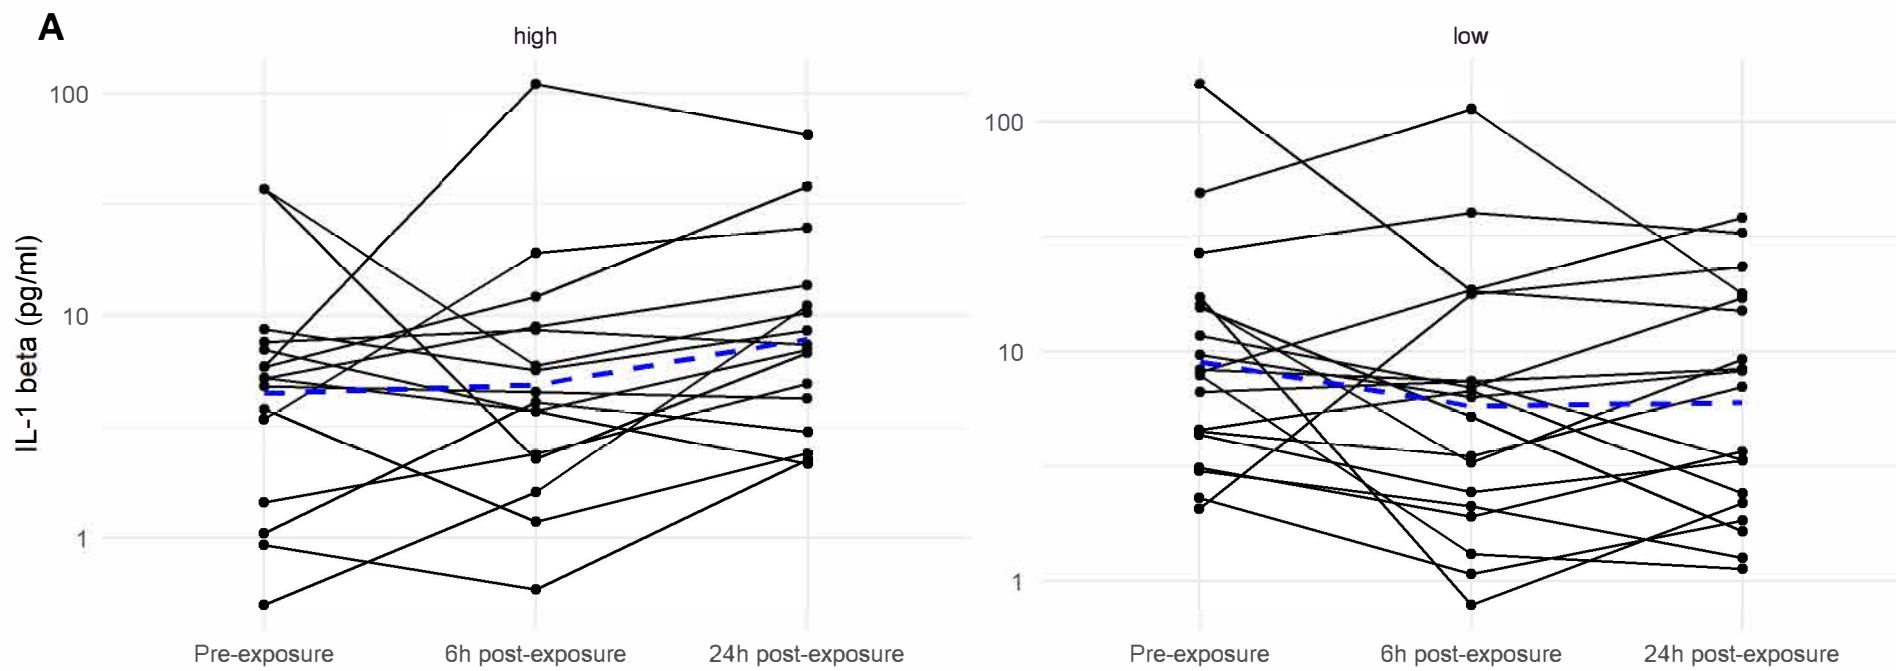 A
high
low
IL-1 beta (pg/ml)
100
10
1
Pre-exposure 6h post-exposure 24h post-exposure
100
10
1
Pre-exposure 6h post-exposure 24h post-exposure